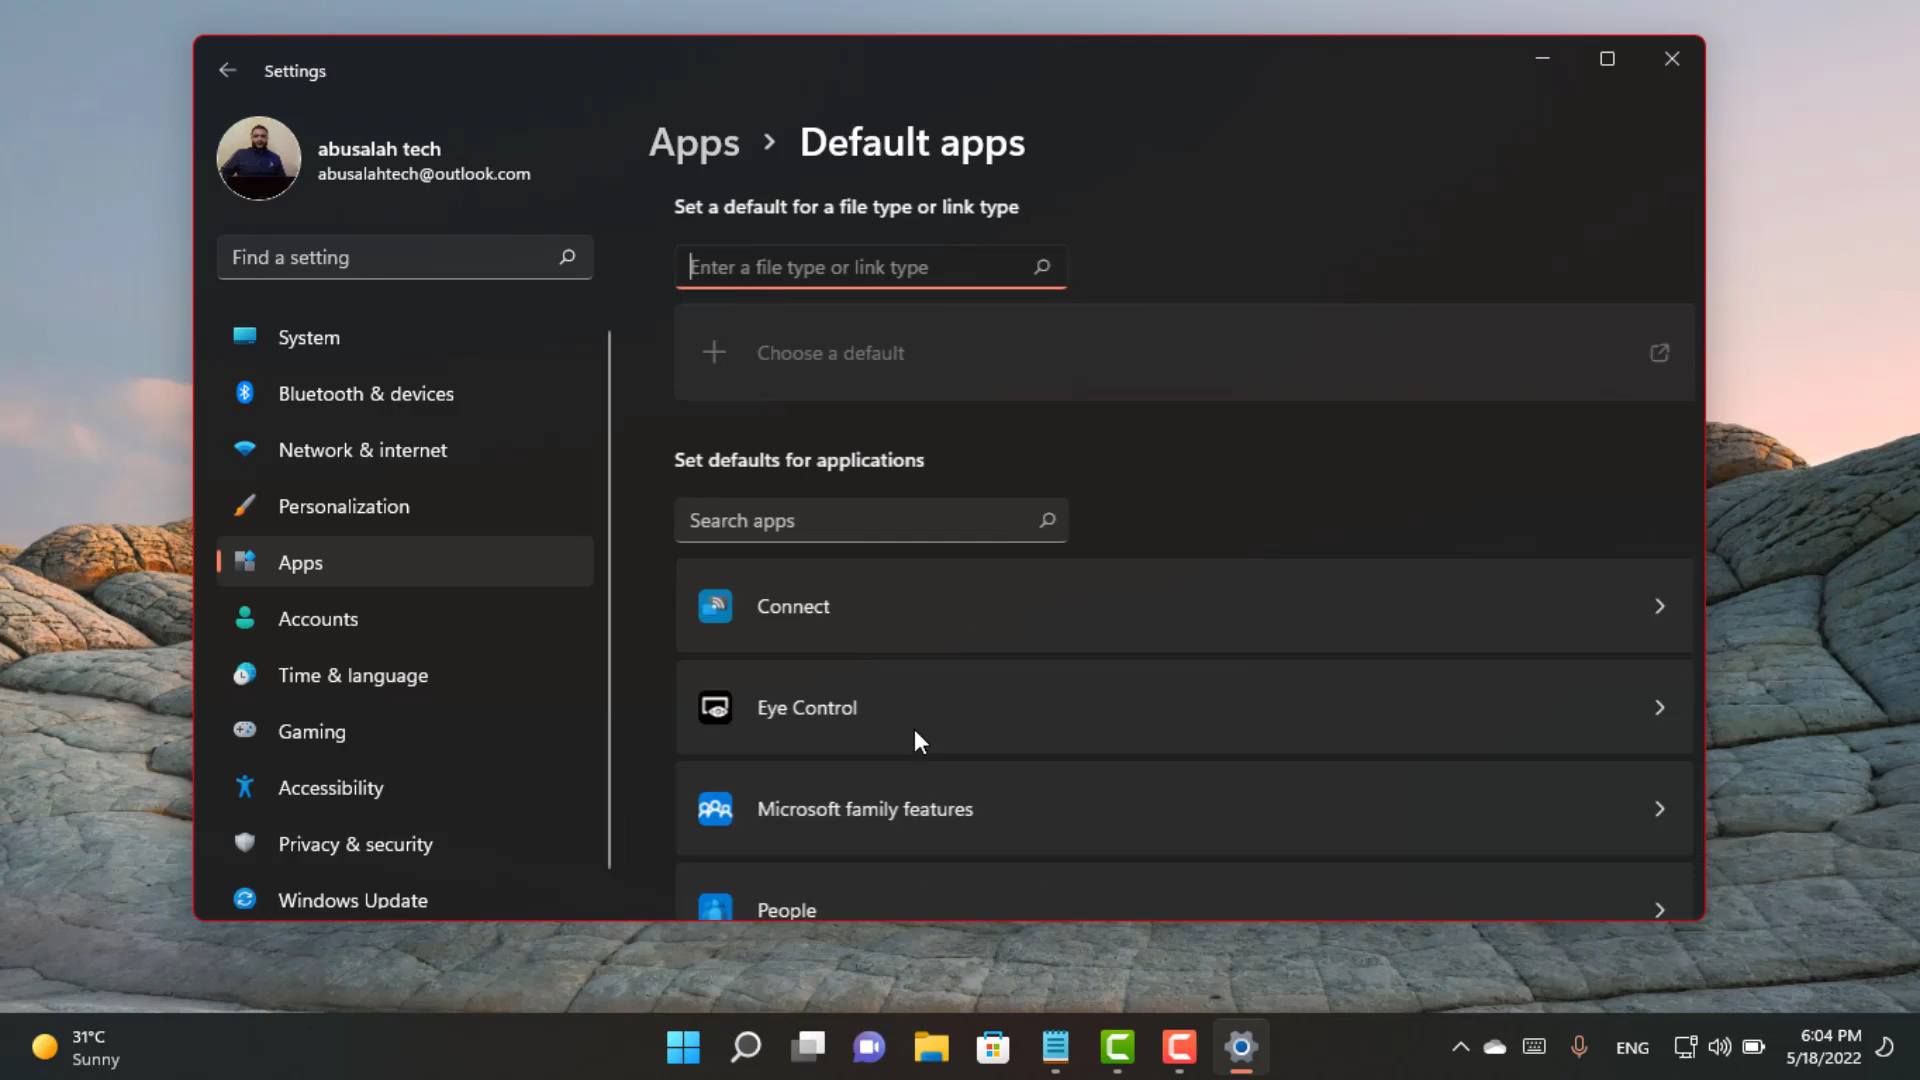 Settings
abusalah tech
abusalahtech@outlook.com
Find a setting
System
Bluetooth & devices
Network & internet
Personalization
Apps
Accounts
Time & language
Gaming
Accessibility
Privacy & security
Windows Update
Apps > Default apps
Set a default for a file type or link type
Enter a file type or link type
Choose a default
Set defaults for applications
Search apps
Connect
Eye Control
Microsoft family features
People
31°C
Sunny
ENG
6:04 PM
5/18/2022